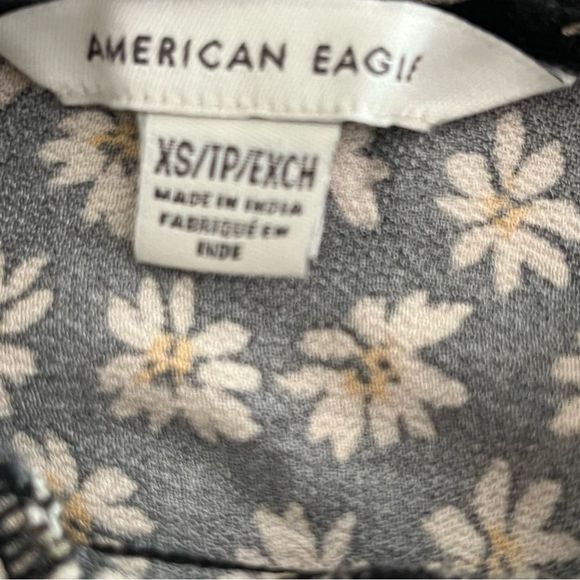 AMERICAN EAGLE
XS/TP/EXCH
MADE IN INDIA
FABRIQUÉ EN
INDE